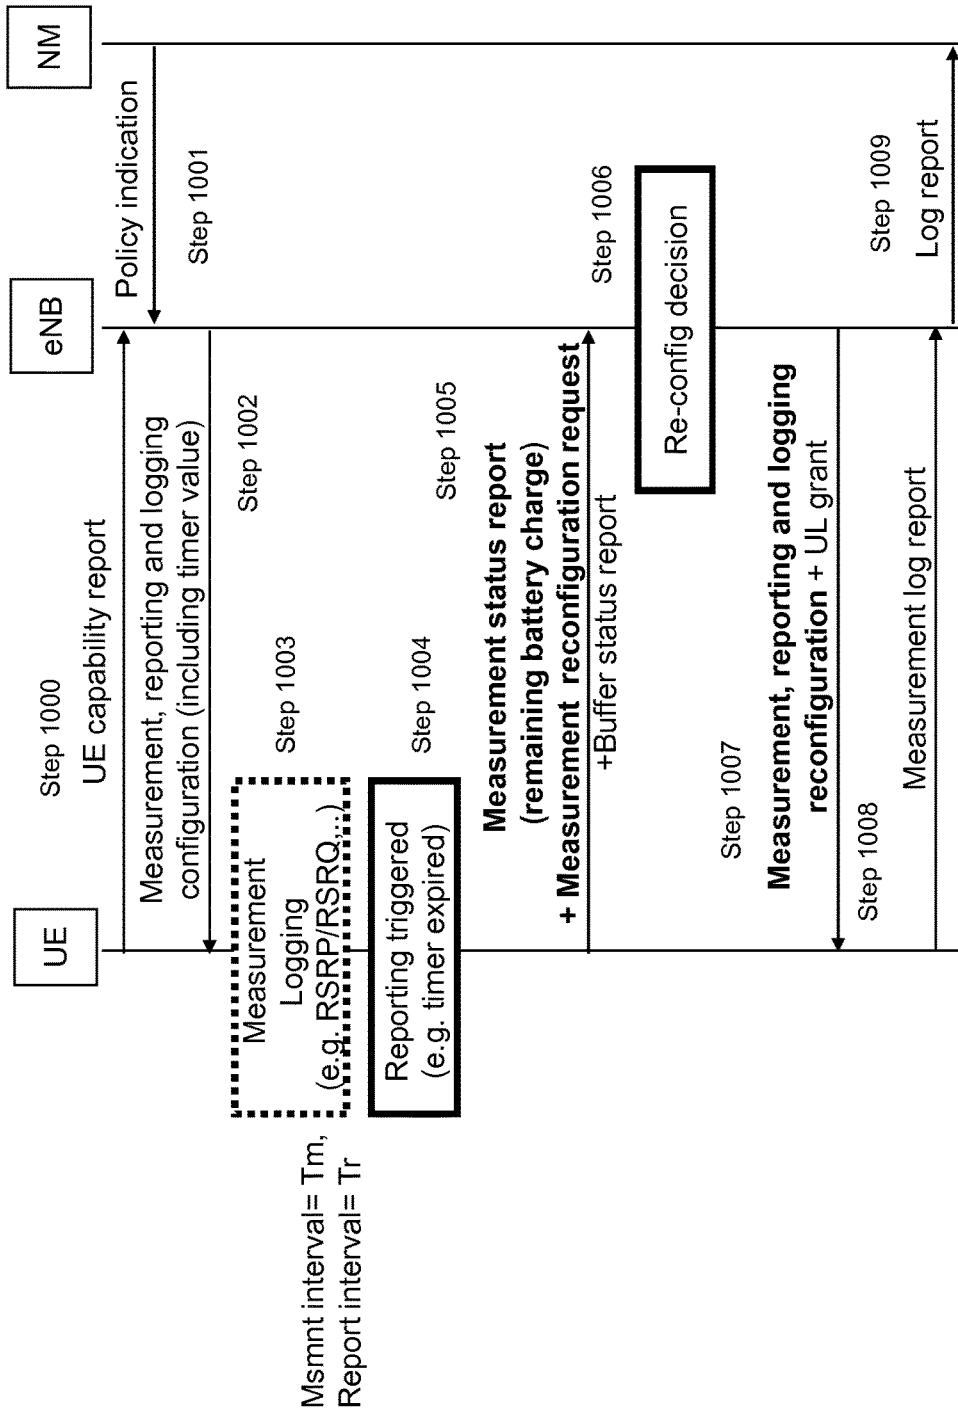 UE
eNB
NM
Step 1000
UE capability report
Policy indication
Step 1001
Measurement, reporting and logging
configuration (including timer value)
Step 1002
Measurement
Logging
(e.g. RSRP/RSRQ,..)
Step 1003
Msmnt interval= Tm,
Report interval= Tr
Reporting triggered
(e.g. timer expired)
Step 1004
Step 1005
Measurement status report
(remaining battery charge)
+ Measurement reconfiguration request
+Buffer status report
Step 1006
Re-config decision
Step 1007
Measurement, reporting and logging
reconfiguration + UL grant
Step 1008
Measurement log report
Step 1009
Log report